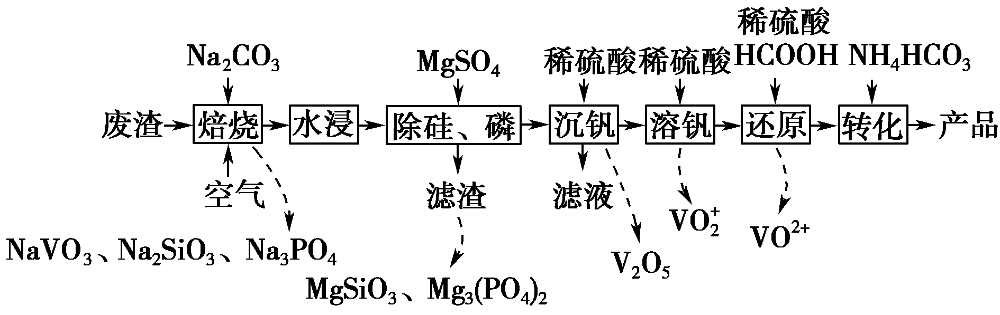 稀硫酸
Na₂CO₃ MgSO₄ 稀硫酸 稀硫酸 HCOOH NH₄HCO₃
废渣 焙烧 水浸 除硅、磷 沉钒 溶钒 还原 转化 产品
空气 滤渣 滤液
VO₂⁺ VO²⁺
NaVO₃、Na₂SiO₃、Na₃PO₄ V₂O₅
MgSiO₃、Mg₃(PO₄)₂